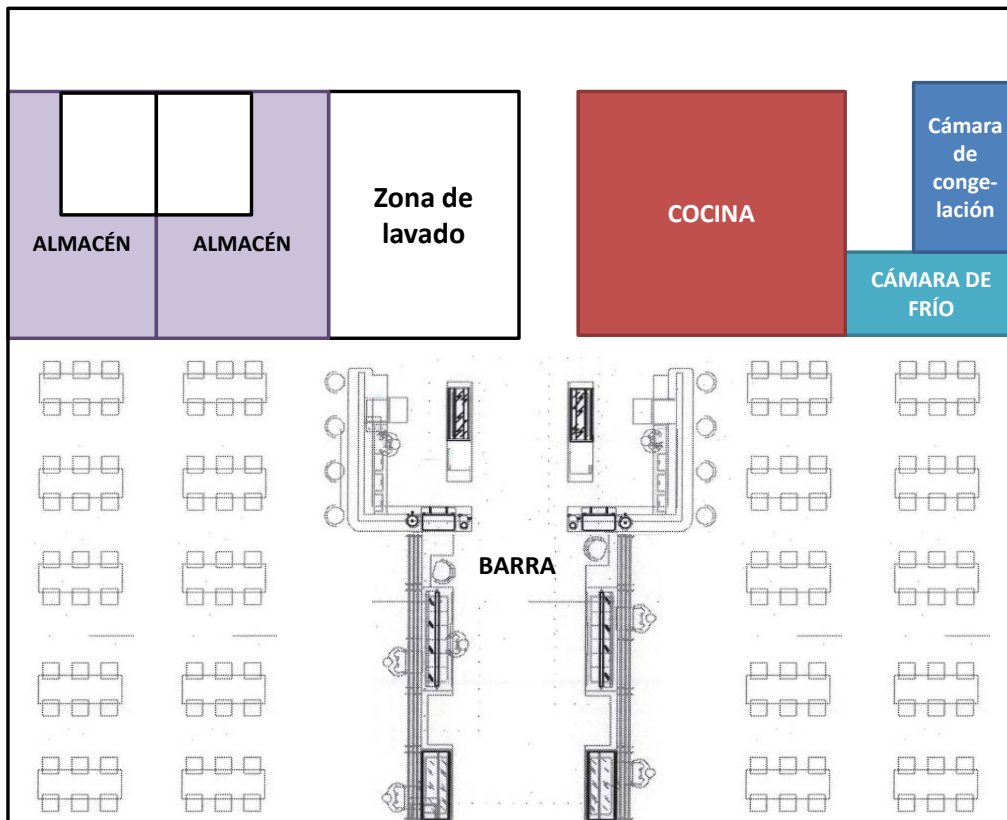 Cámara
de
conge-
lación
Zona de
lavado
COCINA
ALMACÉN
ALMACÉN
CÁMARA DE
FRÍO
BARRA